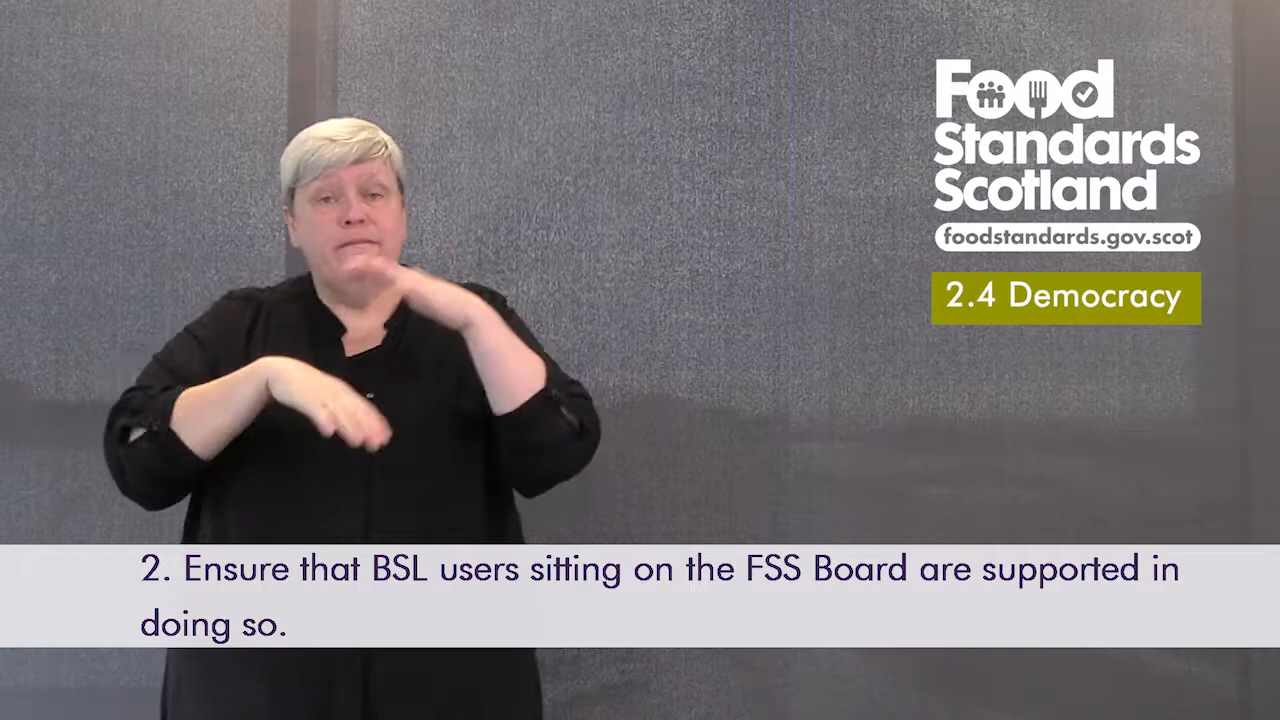 Food
Standards
Scotland
foodstandards.gov.scot
2.4 Democracy
2. Ensure that BSL users sitting on the FSS Board are supported in
doing so.